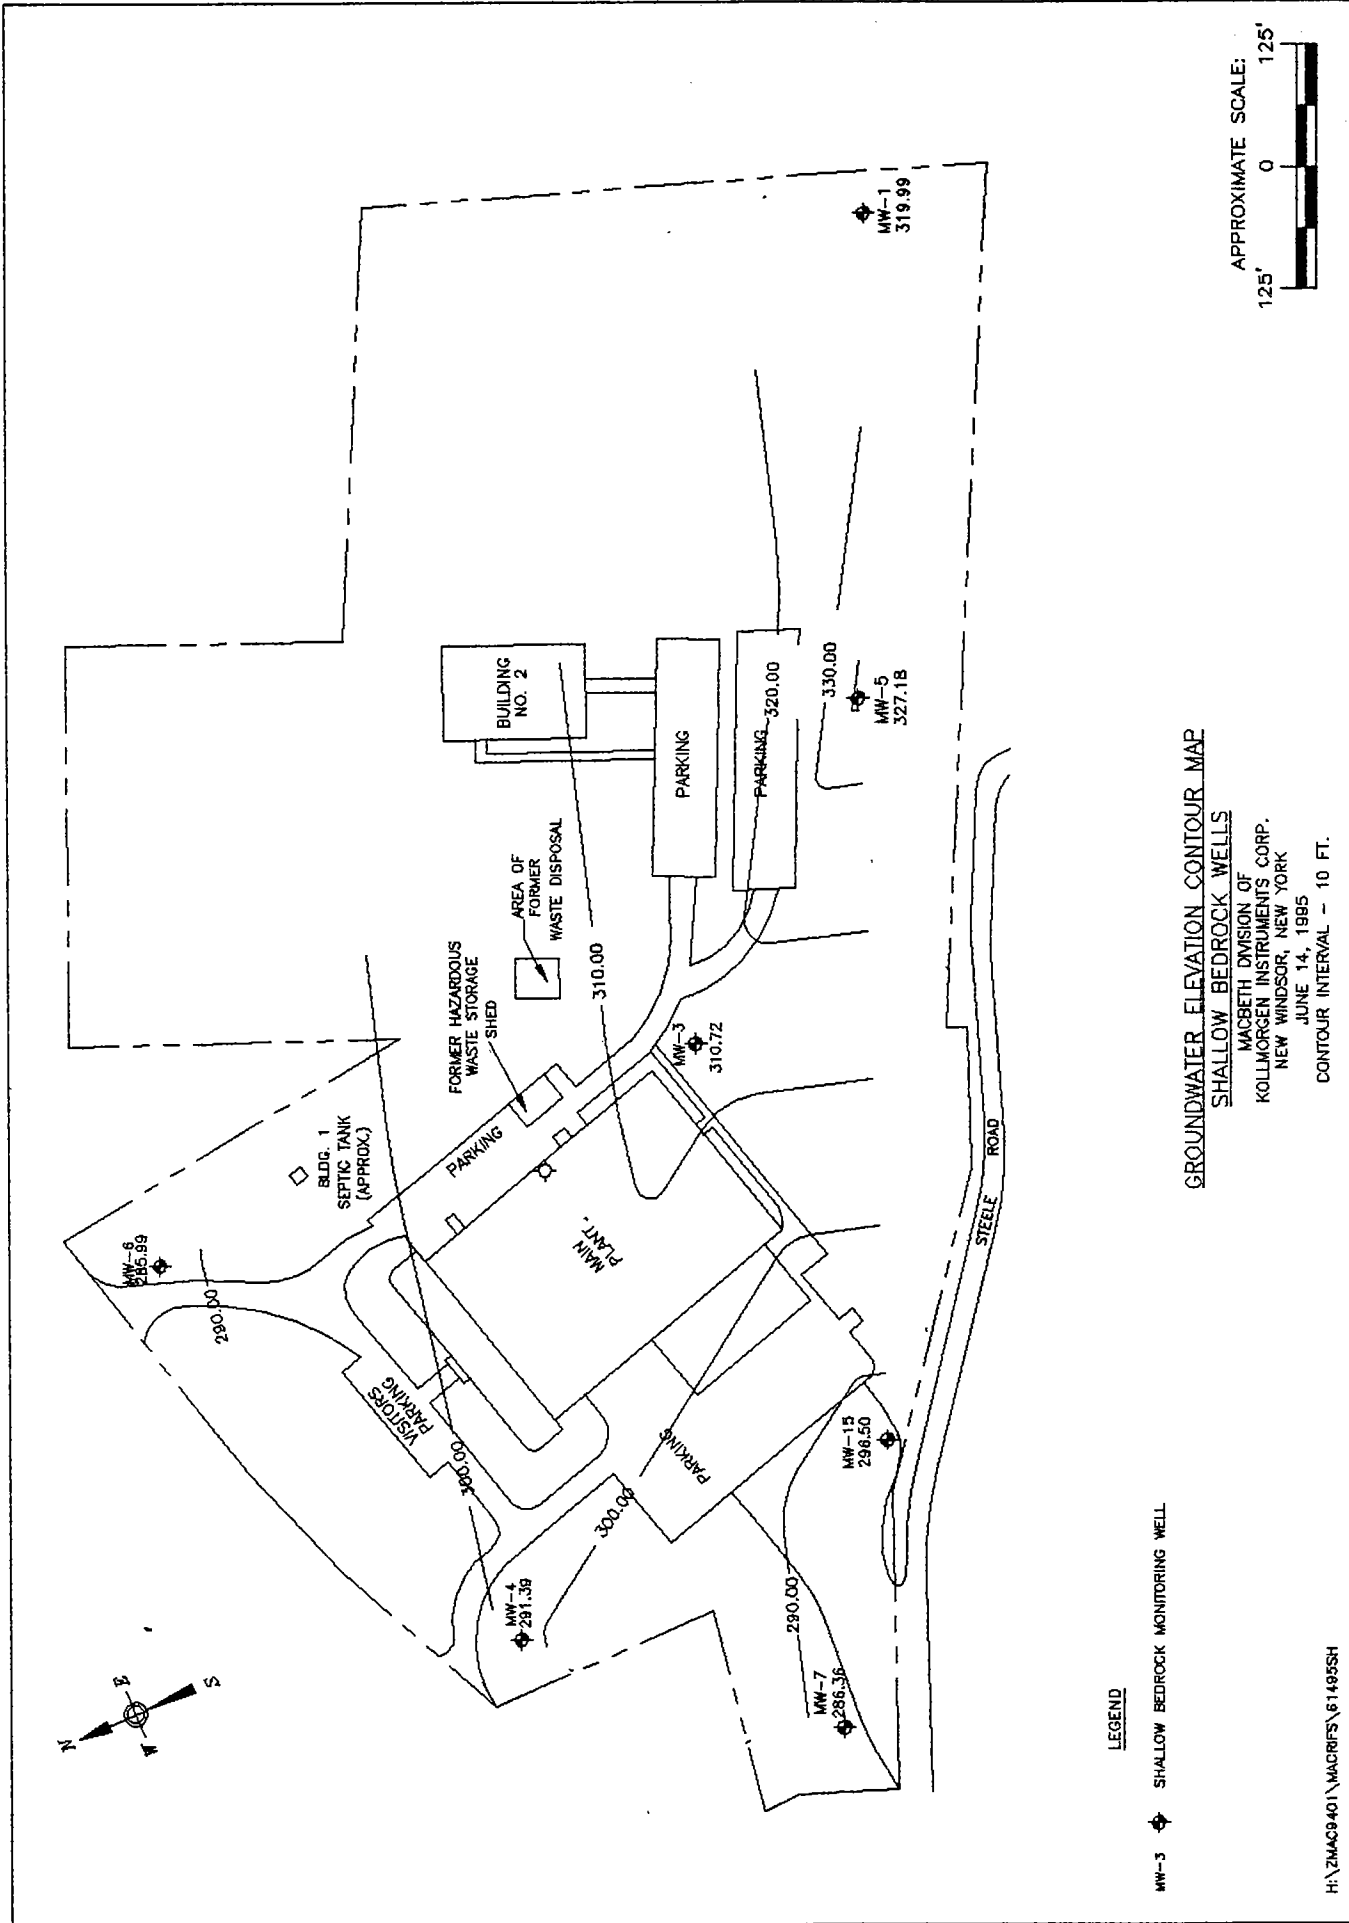 N
E
W
S
MW-6
285.99
290.00
BLDG. 1
SEPTIC TANK
(APPROX.)
VISITORS
PARKING
300.00
MW-4
291.39
300.00
PARKING
FORMER HAZARDOUS
WASTE STORAGE
SHED
AREA OF
FORMER
WASTE DISPOSAL
BUILDING
NO. 2
310.00
MAIN
PLANT.
MW-3
310.72
PARKING
PARKING
320.00
330.00
MW-5
327.18
MW-1
319.99
PARKING
MW-15
298.50
290.00
MW-7
286.36
STEELE
ROAD
LEGEND
MW-3 SHALLOW BEDROCK MONITORING WELL
GROUNDWATER ELEVATION CONTOUR MAP
SHALLOW BEDROCK WELLS
MACBETH DIVISION OF
KOLLMORGEN INSTRUMENTS CORP.
NEW WINDSOR, NEW YORK
JUNE 14, 1995
CONTOUR INTERVAL - 10 FT.
APPROXIMATE SCALE:
125' 0 125'
H:\ZMAC9401\MACRIFS\61495SH